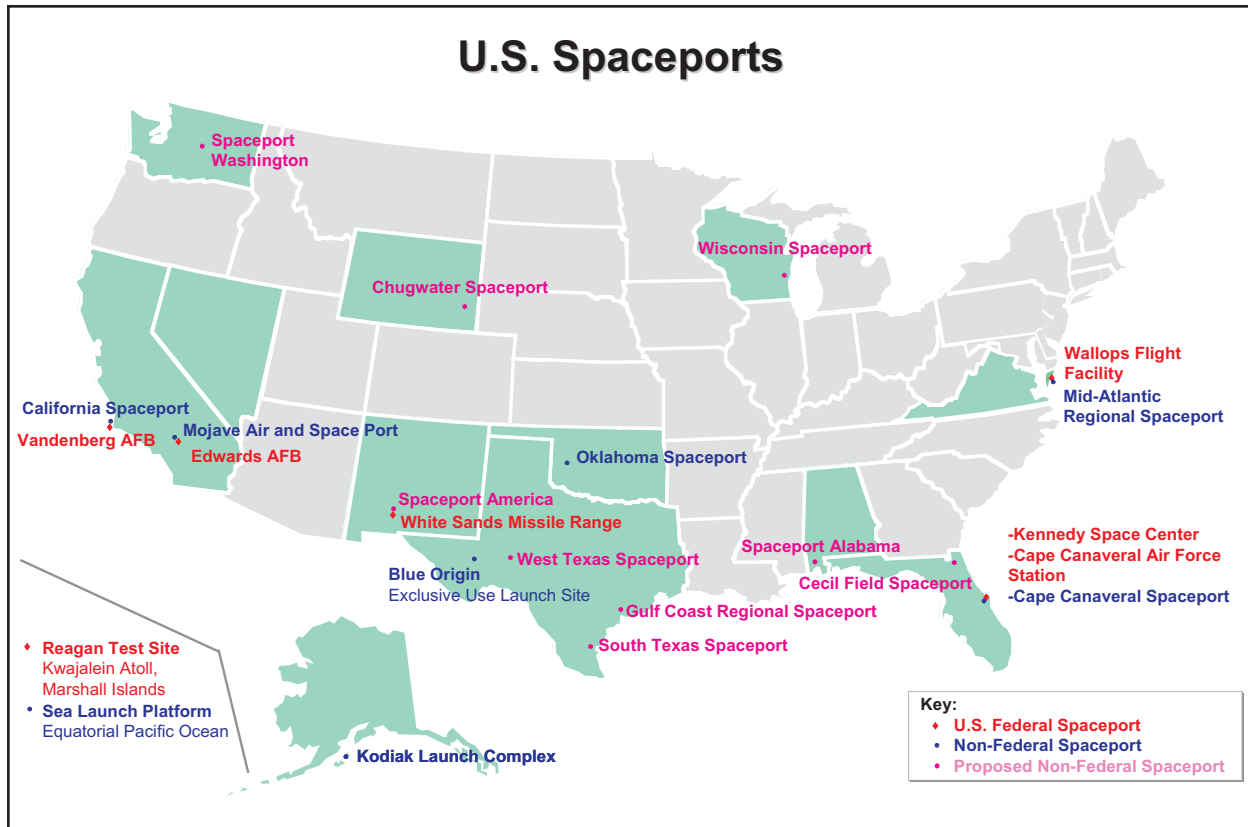 U.S. Spaceports
Spaceport
Washington
Wisconsin Spaceport
Chugwater Spaceport
Wallops Flight
Facility
Mid-Atlantic
Regional Spaceport
California Spaceport
Vandenberg AFB
Mojave Air and Space Port
Edwards AFB
Oklahoma Spaceport
Spaceport America
White Sands Missile Range
West Texas Spaceport
Blue Origin
Exclusive Use Launch Site
Spaceport Alabama
Cecil Field Spaceport
-Kennedy Space Center
-Cape Canaveral Air Force
Station
-Cape Canaveral Spaceport
Gulf Coast Regional Spaceport
South Texas Spaceport
Reagan Test Site
Kwajalein Atoll,
Marshall Islands
Sea Launch Platform
Equatorial Pacific Ocean
Kodiak Launch Complex
Key:
U.S. Federal Spaceport
Non-Federal Spaceport
Proposed Non-Federal Spaceport